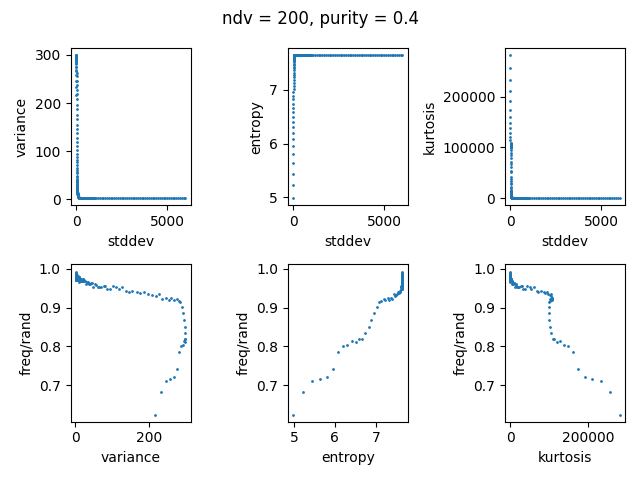 ndv = 200, purity = 0.4
variance
300
200
100
0
0
5000
stddev
entropy
7
6
5
0
5000
stddev
kurtosis
200000
100000
0
0
5000
stddev
freq/rand
1.0
0.9
0.8
0.7
0
200
variance
freq/rand
1.0
0.9
0.8
0.7
5
6
7
entropy
freq/rand
1.0
0.9
0.8
0.7
0
200000
kurtosis